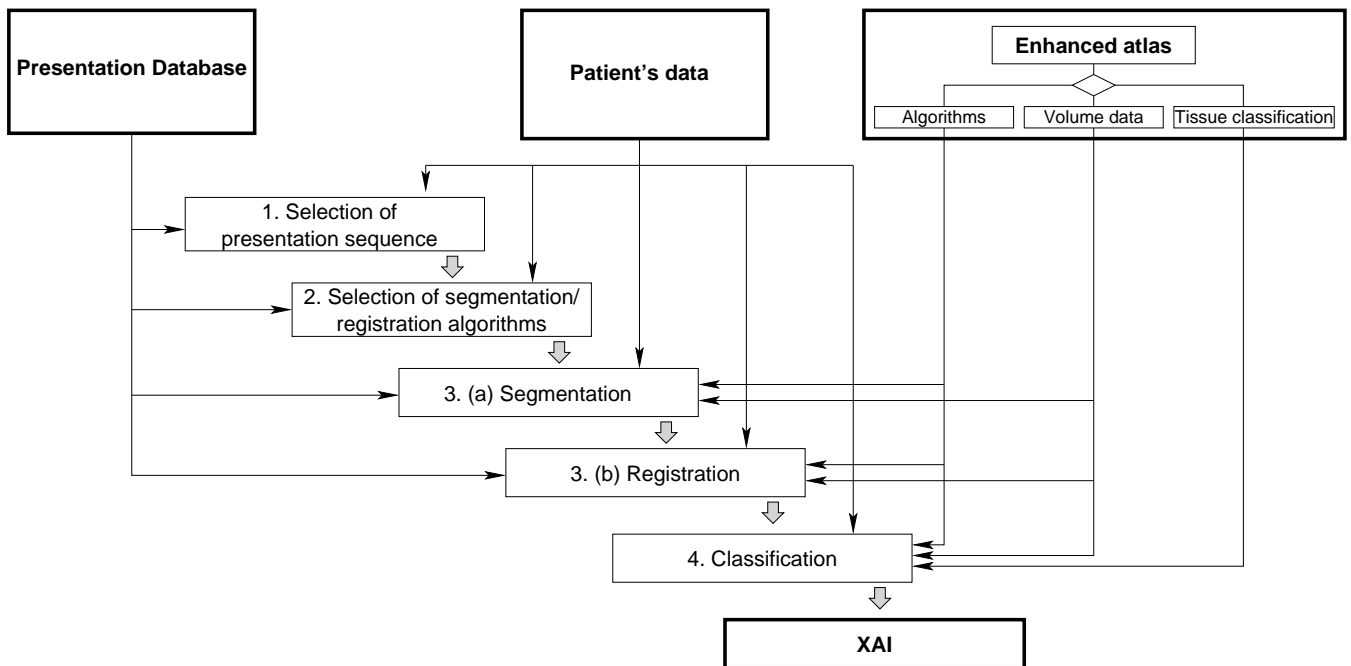 Presentation Database
Patient's data
Enhanced atlas
Algorithms
Volume data
Tissue classification
1. Selection of
presentation sequence
2. Selection of segmentation/
registration algorithms
3. (a) Segmentation
3. (b) Registration
4. Classification
XAI